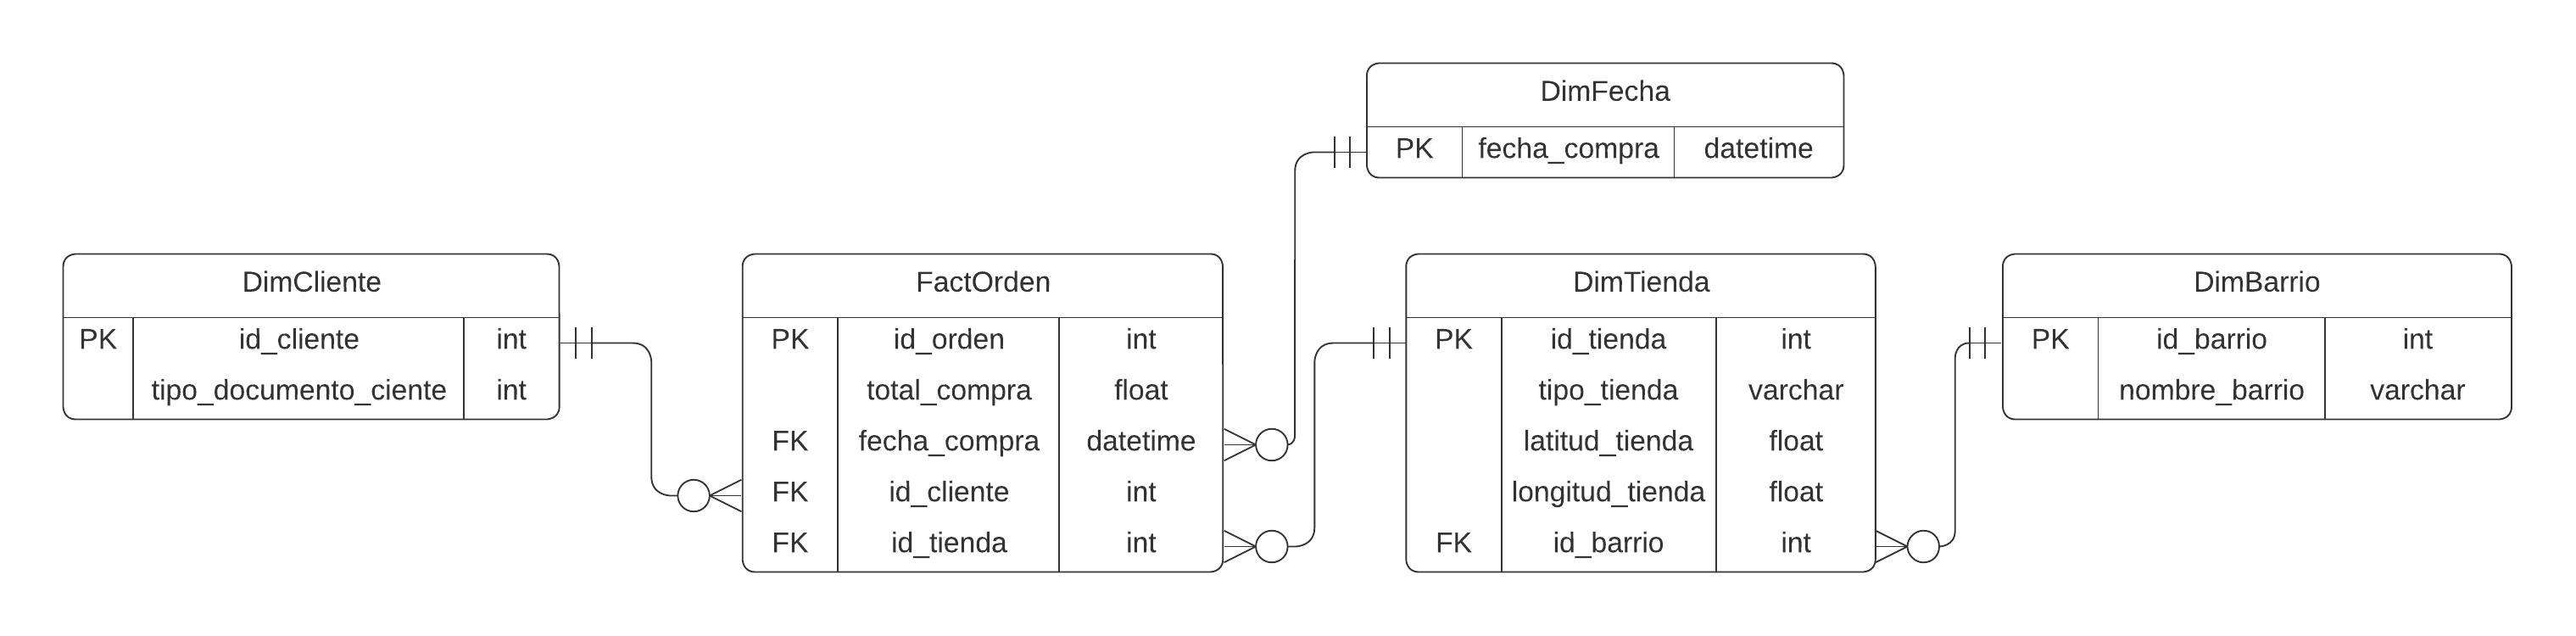 DimFecha
PK fecha_compra datetime
DimCliente
PK id_cliente int
tipo_documento_ciente int
FactOrden
PK id_orden int
total_compra float
FK fecha_compra datetime
FK id_cliente int
FK id_tienda int
DimTienda
PK id_tienda int
tipo_tienda varchar
latitud_tienda float
longitud_tienda float
FK id_barrio int
DimBarrio
PK id_barrio int
nombre_barrio varchar